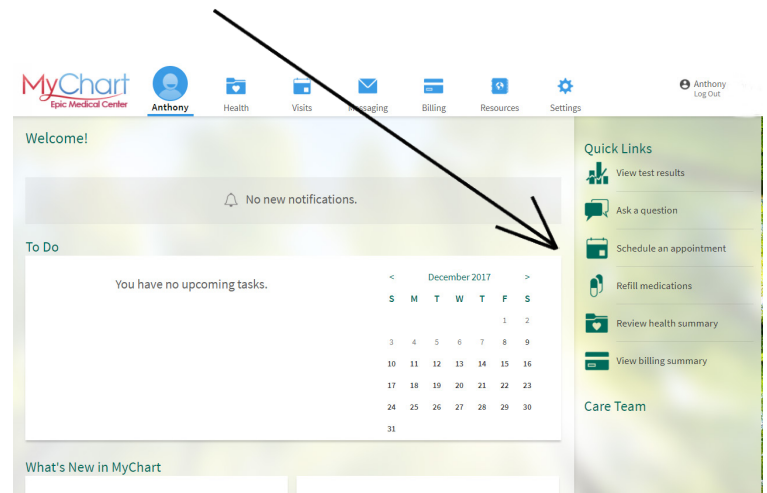 MyChart
Epic Medical Center
Anthony
Health
Visits
Messaging
Billing
Resources
Settings
Anthony
Log Out
Welcome!
No new notifications.
To Do
You have no upcoming tasks.
< December 2017 >
S M T W T F S
1 2
3 4 5 6 7 8 9
10 11 12 13 14 15 16
17 18 19 20 21 22 23
24 25 26 27 28 29 30
31
What's New in MyChart
Quick Links
View test results
Ask a question
Schedule an appointment
Refill medications
Review health summary
View billing summary
Care Team